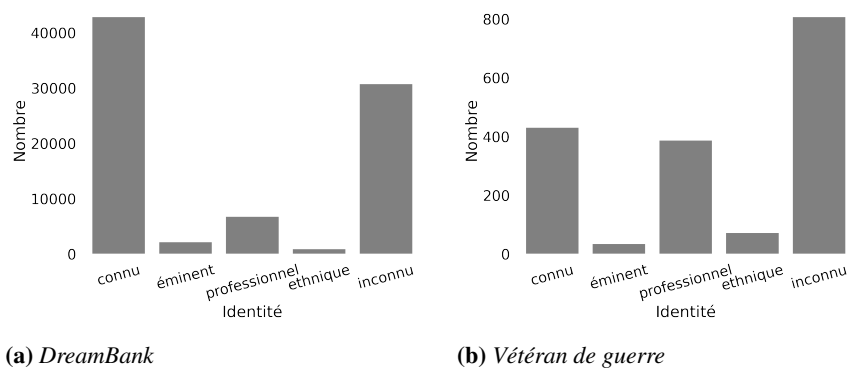 40000
30000
20000
10000
0
Nombre
connu
éminent
professionnel
ethnique
inconnu
Identité
(a) DreamBank
800
600
400
200
0
Nombre
connu
éminent
professionnel
ethnique
inconnu
Identité
(b) Vétéran de guerre